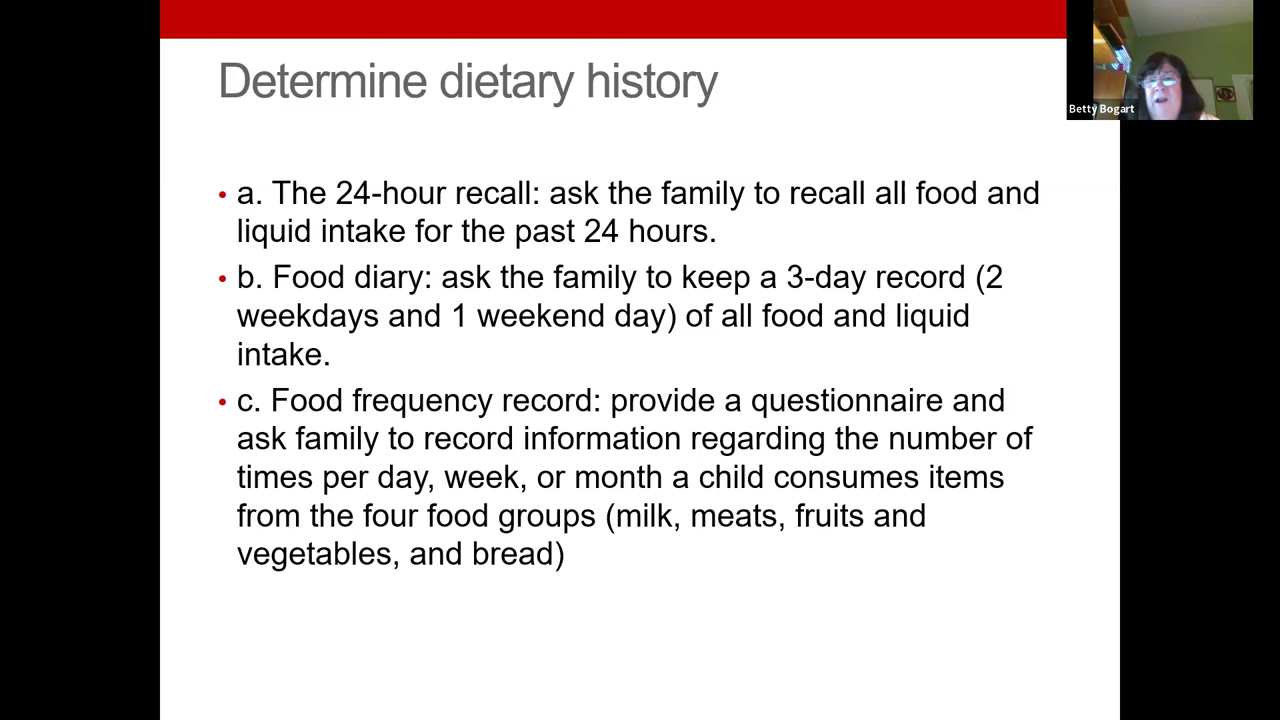 Determine dietary history
Betty Bogart
• a. The 24-hour recall: ask the family to recall all food and
liquid intake for the past 24 hours.
• b. Food diary: ask the family to keep a 3-day record (2
weekdays and 1 weekend day) of all food and liquid
intake.
• c. Food frequency record: provide a questionnaire and
ask family to record information regarding the number of
times per day, week, or month a child consumes items
from the four food groups (milk, meats, fruits and
vegetables, and bread)